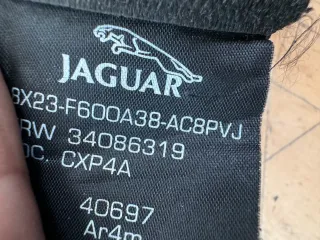 JAGUAR
8X23-F600A38-AC8PVJ
RW 34086319
OC. CXP4A
40697
Ar4m